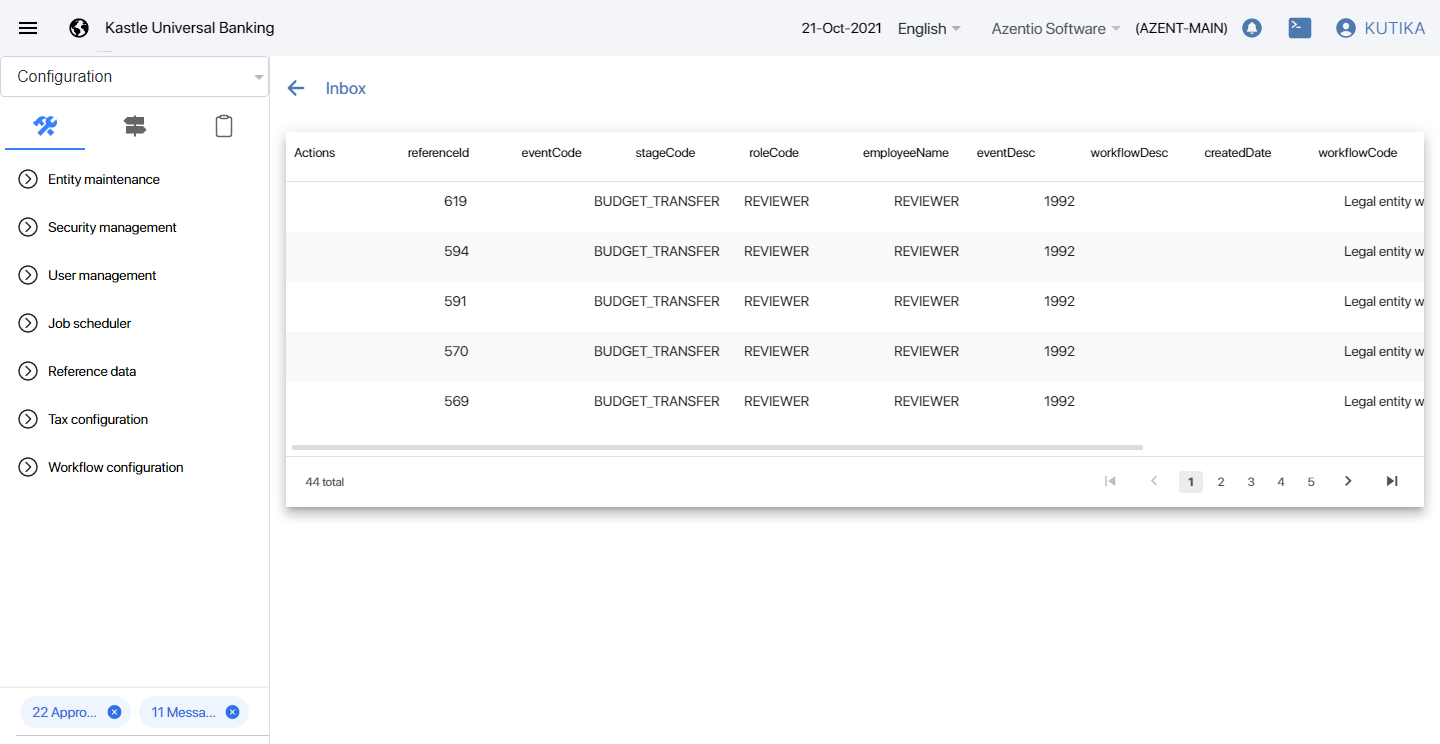 Kastle Universal Banking 21-Oct-2021 English Azentio Software (AZENT-MAIN) KUTIKA
Configuration
Inbox
Entity maintenance
Security management
User management
Job scheduler
Reference data
Tax configuration
Workflow configuration
Actions referenceId eventCode stageCode roleCode employeeName eventDesc workflowDesc createdDate workflowCode
619 BUDGET_TRANSFER REVIEWER REVIEWER 1992 Legal entity w
594 BUDGET_TRANSFER REVIEWER REVIEWER 1992 Legal entity w
591 BUDGET_TRANSFER REVIEWER REVIEWER 1992 Legal entity w
570 BUDGET_TRANSFER REVIEWER REVIEWER 1992 Legal entity w
569 BUDGET_TRANSFER REVIEWER REVIEWER 1992 Legal entity w
44 total 1 2 3 4 5
22 Appro... 11 Messa...